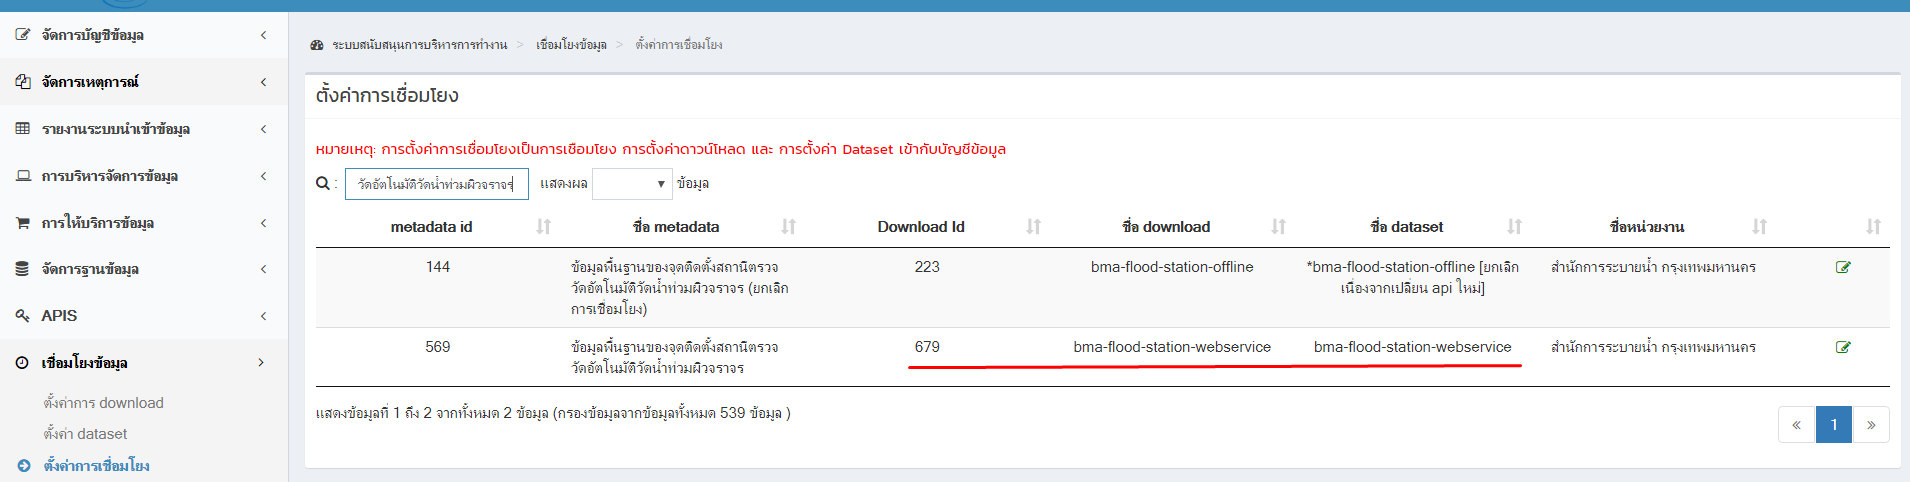 จัดการบัญชีข้อมูล
จัดการเหตุการณ์
รายงานระบบนำเข้าข้อมูล
การบริหารจัดการข้อมูล
การให้บริการข้อมูล
จัดการฐานข้อมูล
APIS
เชื่อมโยงข้อมูล
ตั้งค่าการ download
ตั้งค่า dataset
ตั้งค่าการเชื่อมโยง
ระบบสนับสนุนการบริหารการทำงาน > เชื่อมโยงข้อมูล > ตั้งค่าการเชื่อมโยง
ตั้งค่าการเชื่อมโยง
หมายเหตุ: การตั้งค่าการเชื่อมโยงเป็นการเชือมโยง การตั้งค่าดาวน์โหลด และ การตั้งค่า Dataset เข้ากับบัญชีข้อมูล
: วัดอัตโนมัติวัดน้ำท่วมผิวจราจร แสดงผล ข้อมูล
metadata id ชื่อ metadata Download Id ชื่อ download ชื่อ dataset ชื่อหน่วยงาน
144 ข้อมูลพื้นฐานของจุดติดตั้งสถานีตรวจ 223 bma-flood-station-offline *bma-flood-station-offline [ยกเลิก สำนักการระบายน้ำ กรุงเทพมหานคร
วัดอัตโนมัติวัดน้ำท่วมผิวจราจร (ยกเลิก เนื่องจากเปลี่ยน api ใหม่]
การเชื่อมโยง)
569 ข้อมูลพื้นฐานของจุดติดตั้งสถานีตรวจ 679 bma-flood-station-webservice bma-flood-station-webservice สำนักการระบายน้ำ กรุงเทพมหานคร
วัดอัตโนมัติวัดน้ำท่วมผิวจราจร
แสดงข้อมูลที่ 1 ถึง 2 จากทั้งหมด 2 ข้อมูล (กรองข้อมูลจากข้อมูลทั้งหมด 539 ข้อมูล )
« 1 »